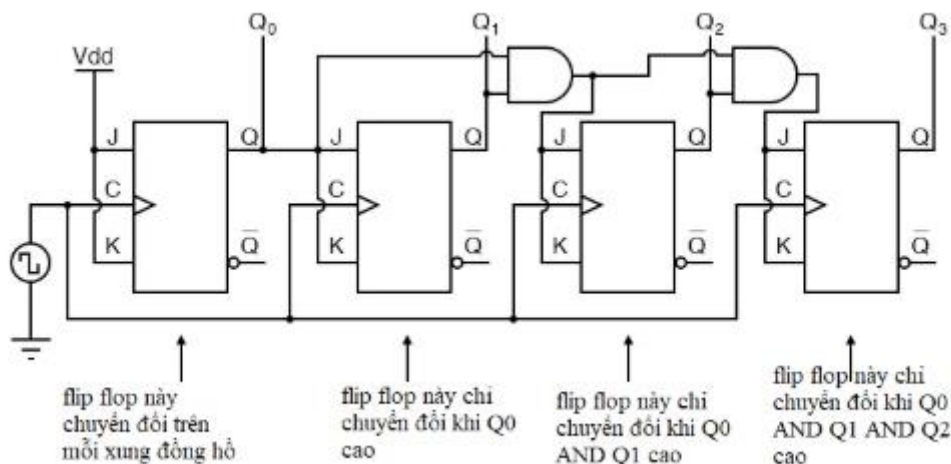 Q0 Q1 Q2 Q3
Vdd
J Q J Q J Q J Q
C C C C
K Q̅ K Q̅ K Q̅ K Q̅
flip flop này
chuyển đổi trên
mỗi xung đồng hồ
flip flop này chỉ
chuyển đổi khi Q0
cao
flip flop này chỉ
chuyển đổi khi Q0
AND Q1 cao
flip flop này chỉ
chuyển đổi khi Q0
AND Q1 AND Q2
cao